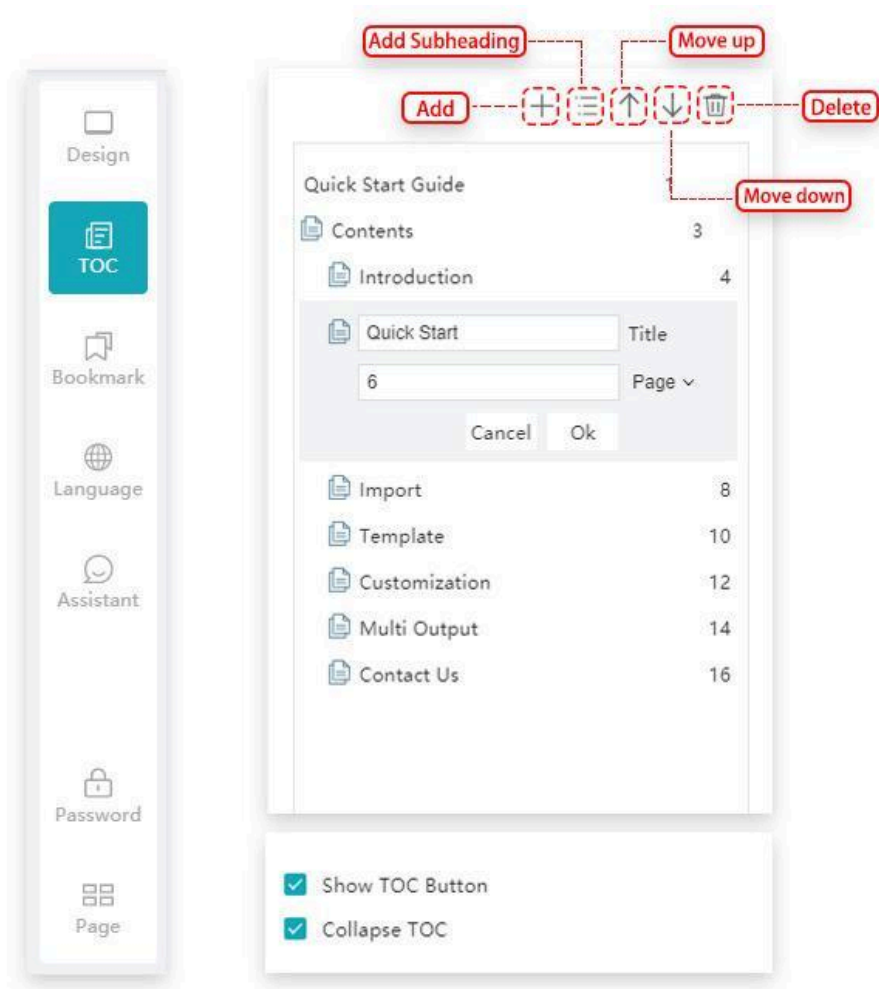 Add Subheading
Move up
Add
Delete
Move down
Design
TOC
Bookmark
Language
Assistant
Password
Page
Quick Start Guide
Contents 3
Introduction 4
Quick Start Title
6 Page
Cancel Ok
Import 8
Template 10
Customization 12
Multi Output 14
Contact Us 16
Show TOC Button
Collapse TOC